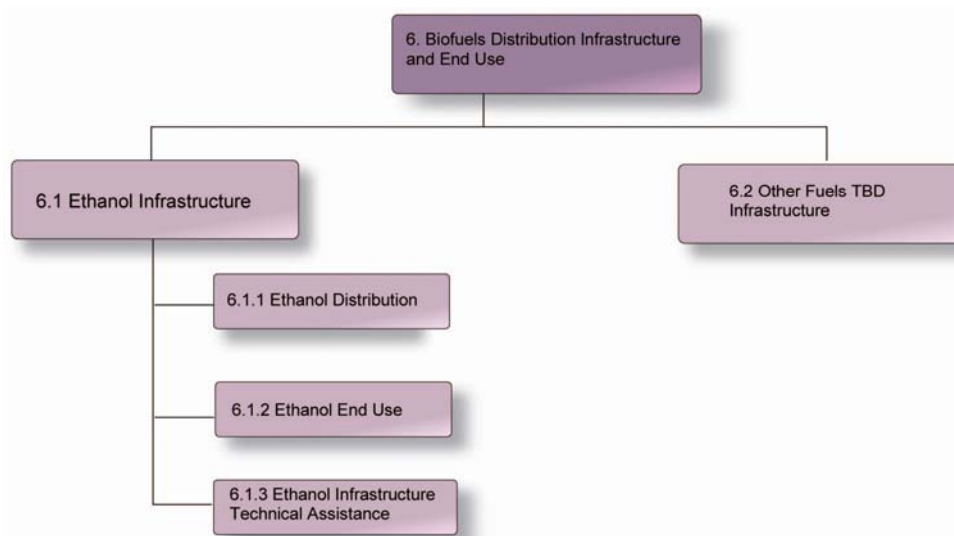 6. Biofuels Distribution Infrastructure
and End Use
6.1 Ethanol Infrastructure
6.2 Other Fuels TBD
Infrastructure
6.1.1 Ethanol Distribution
6.1.2 Ethanol End Use
6.1.3 Ethanol Infrastructure
Technical Assistance